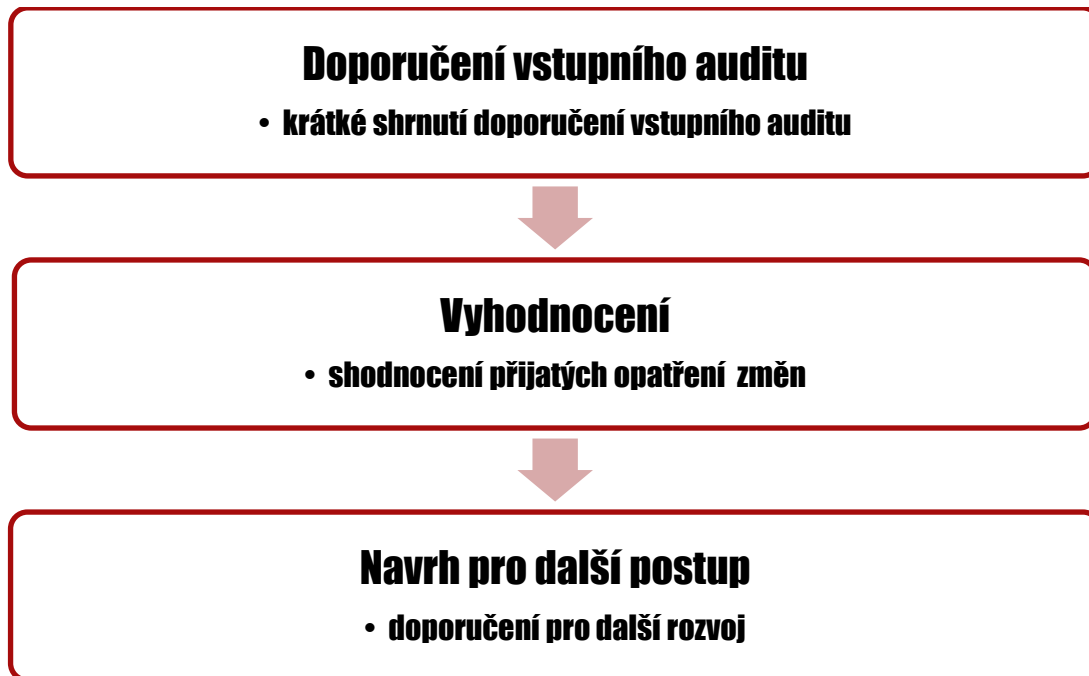 Doporučení vstupního auditu
• krátké shrnutí doporučení vstupního auditu
Vyhodnocení
• shodnocení přijatých opatření  změn
Navrh pro další postup
• doporučení pro další rozvoj